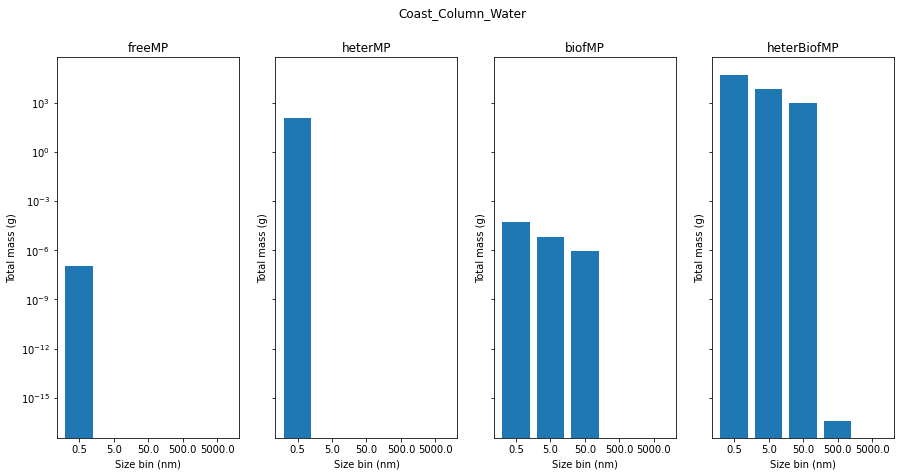 Coast_Column_Water
freeMP
heterMP
biofMP
heterBiofMP
Total mass (g)
10^3
10^0
10^-3
10^-6
10^-9
10^-12
10^-15
0.5 5.0 50.0 500.0 5000.0
Size bin (nm)
Total mass (g)
0.5 5.0 50.0 500.0 5000.0
Size bin (nm)
Total mass (g)
0.5 5.0 50.0 500.0 5000.0
Size bin (nm)
Total mass (g)
0.5 5.0 50.0 500.0 5000.0
Size bin (nm)